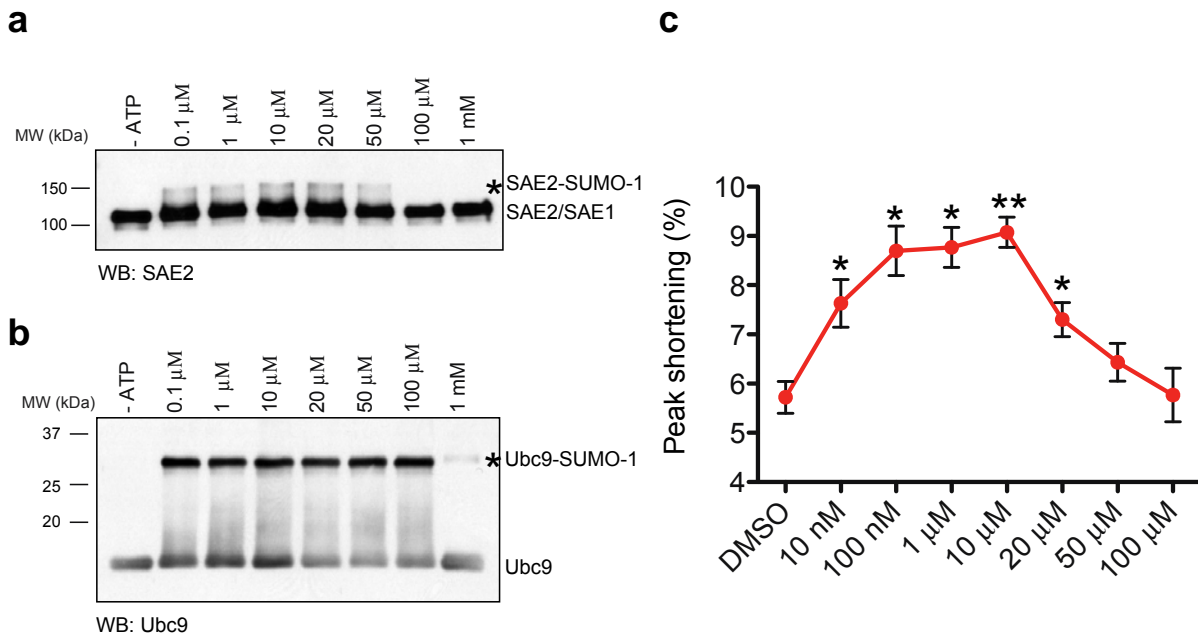 a
MW (kDa)
- ATP
0.1 μM
1 μM
10 μM
20 μM
50 μM
100 μM
1 mM
150
100
* SAE2-SUMO-1
SAE2/SAE1
WB: SAE2
b
MW (kDa)
- ATP
0.1 μM
1 μM
10 μM
20 μM
50 μM
100 μM
1 mM
37
25
20
* Ubc9-SUMO-1
Ubc9
WB: Ubc9
c
Peak shortening (%)
10
9
8
7
6
5
4
*
*
*
**
*
DMSO
10 nM
100 nM
1 μM
10 μM
20 μM
50 μM
100 μM